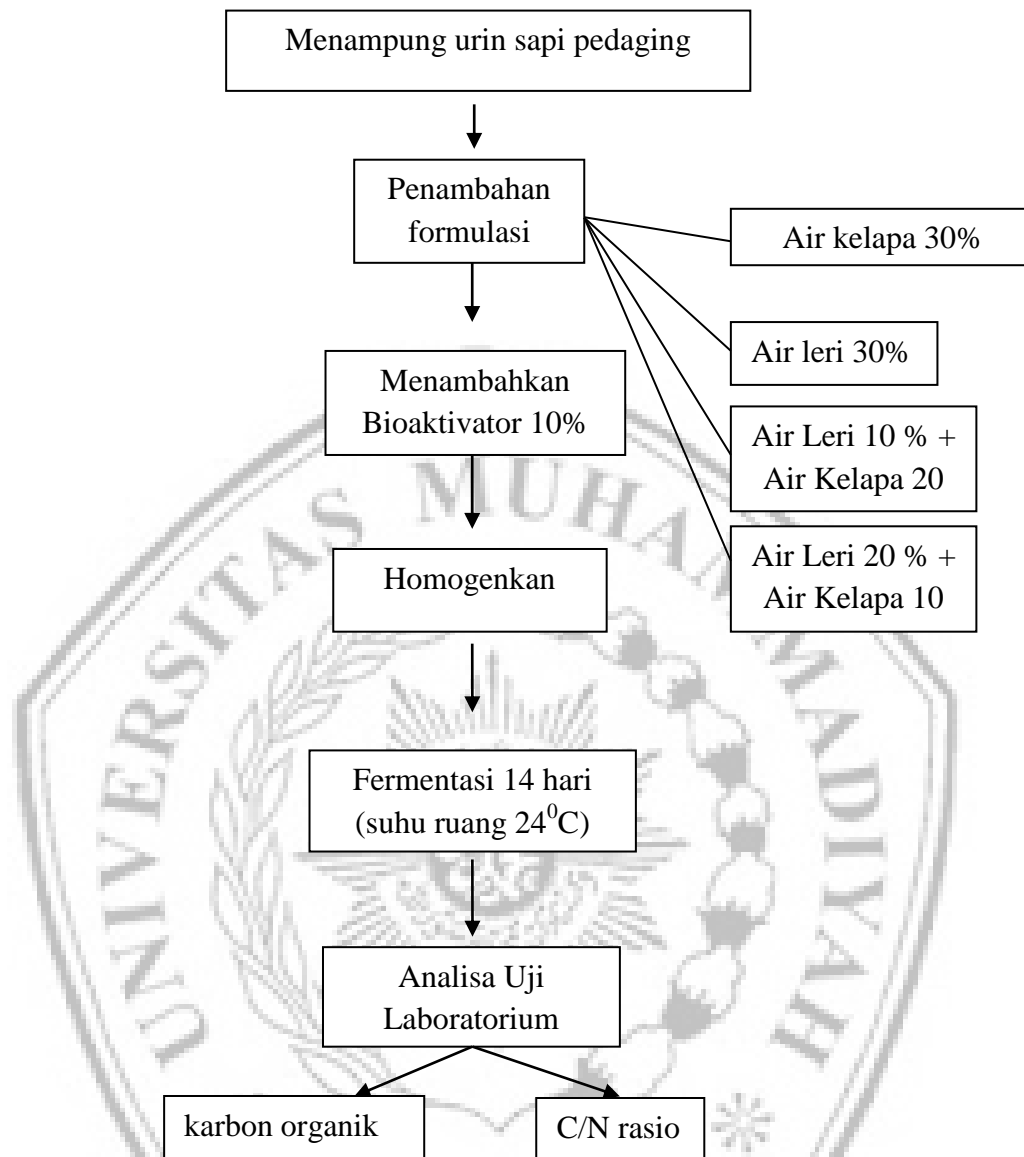 Menampung urin sapi pedaging
Penambahan
formulasi
Air kelapa 30%
Air leri 30%
Menambahkan
Bioaktivator 10%
Air Leri 10 % +
Air Kelapa 20
Air Leri 20 % +
Air Kelapa 10
Homogenkan
Fermentasi 14 hari
(suhu ruang 24⁰C)
Analisa Uji
Laboratorium
karbon organik
C/N rasio
UNIVERSITAS MUHAMMADIYAH